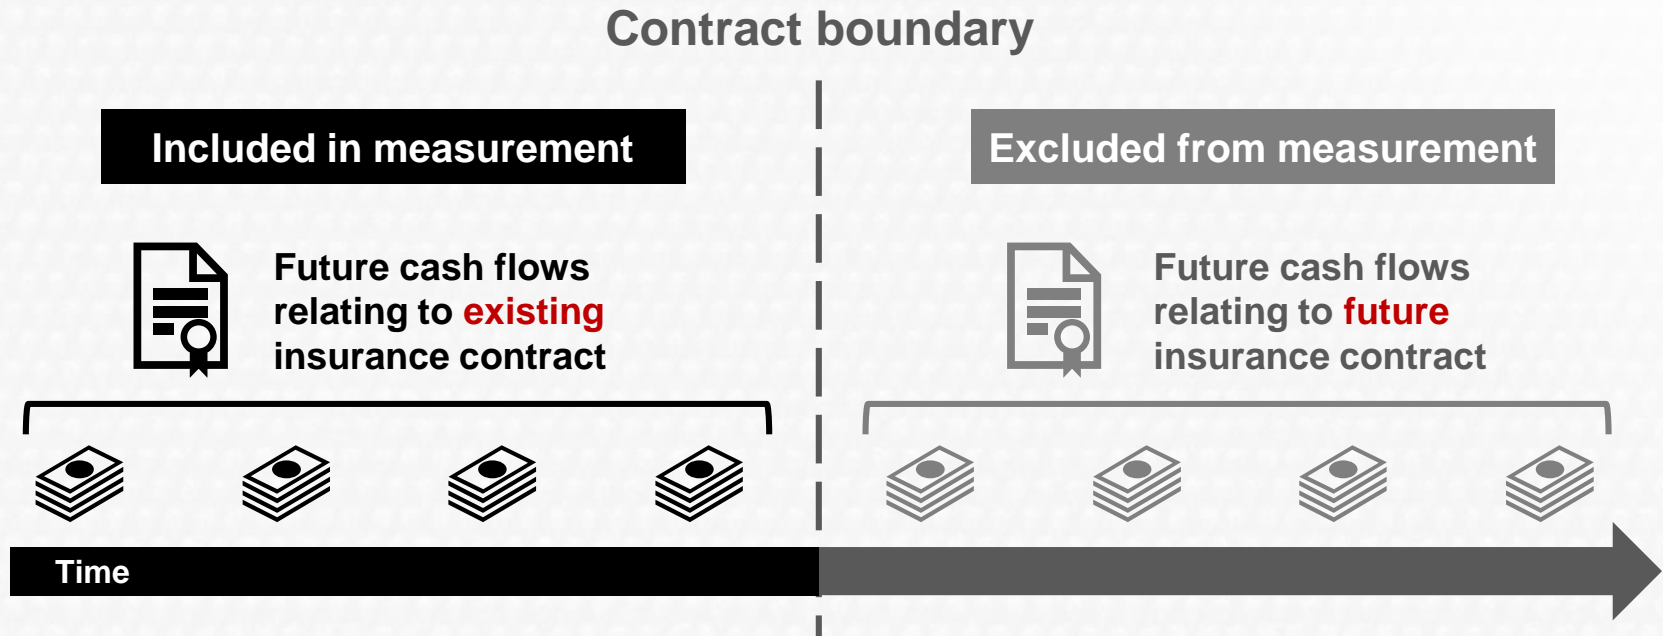 Contract boundary
Included in measurement
Excluded from measurement
Future cash flows
relating to existing
insurance contract
Future cash flows
relating to future
insurance contract
Time